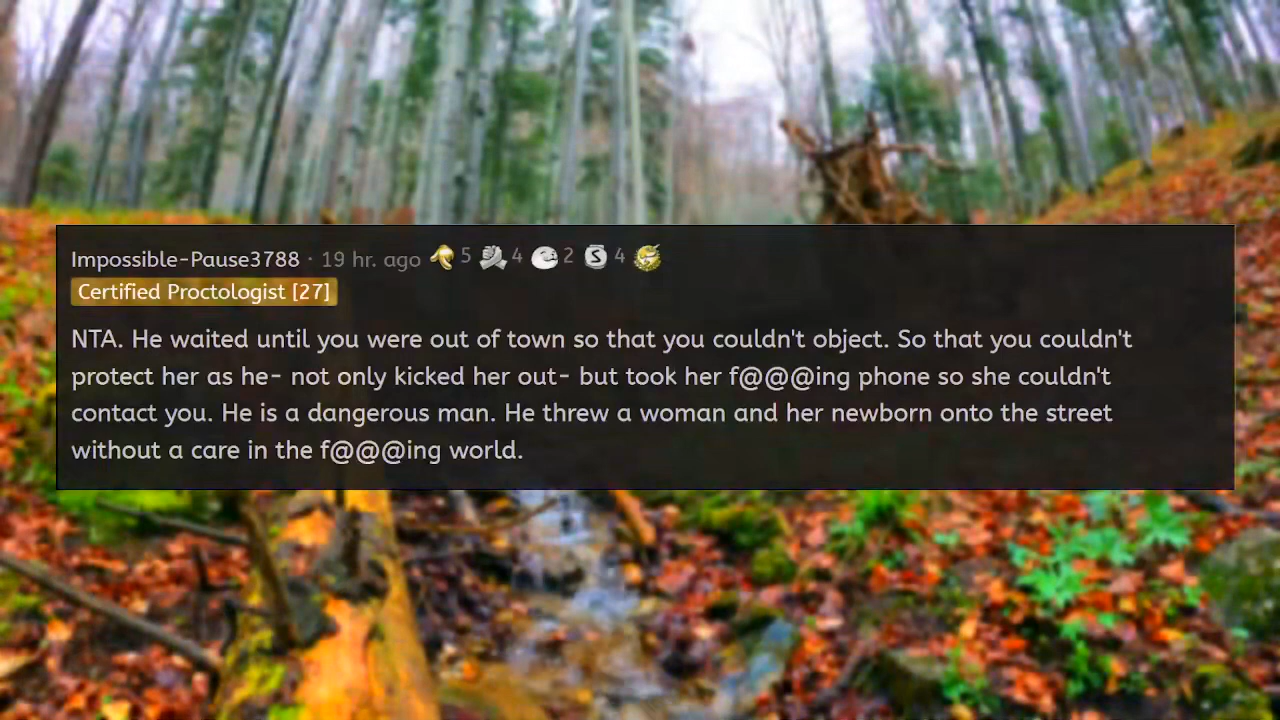 Impossible-Pause3788 · 19 hr. ago 5 4 2 S 4
Certified Proctologist [27]
NTA. He waited until you were out of town so that you couldn't object. So that you couldn't
protect her as he- not only kicked her out- but took her f@@@ing phone so she couldn't
contact you. He is a dangerous man. He threw a woman and her newborn onto the street
without a care in the f@@@ing world.